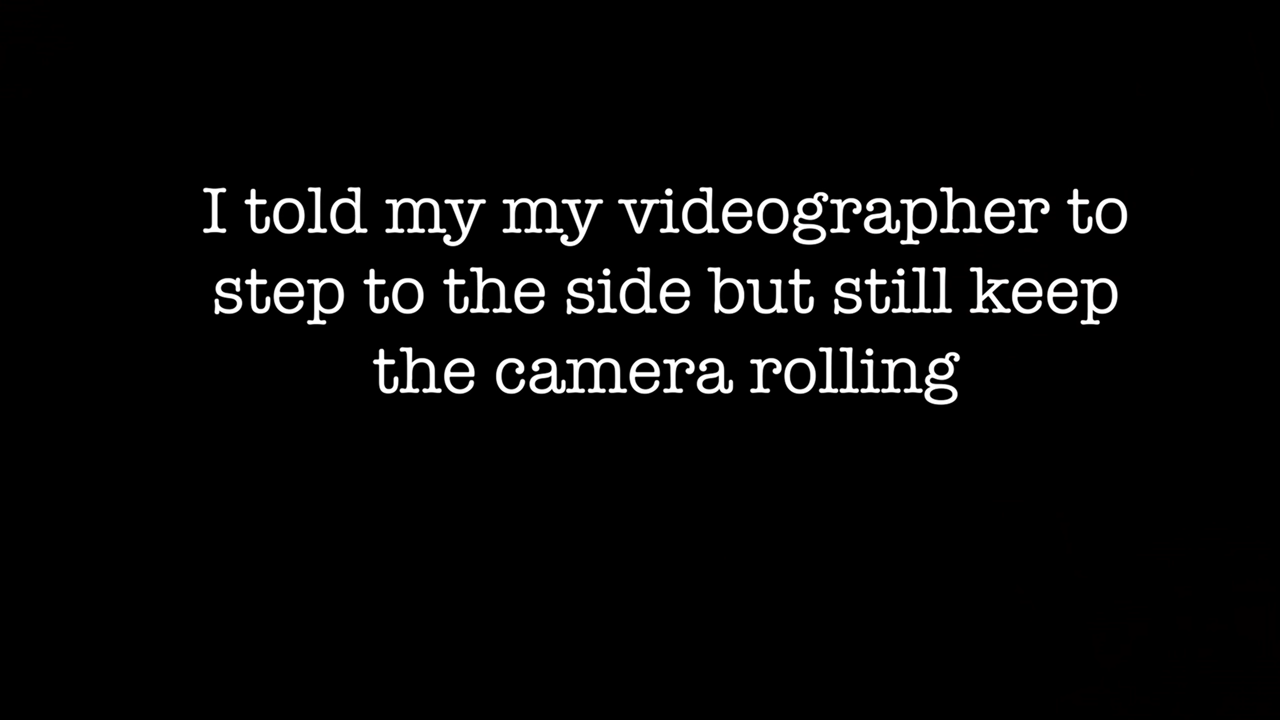 I told my my videographer to
step to the side but still keep
the camera rolling